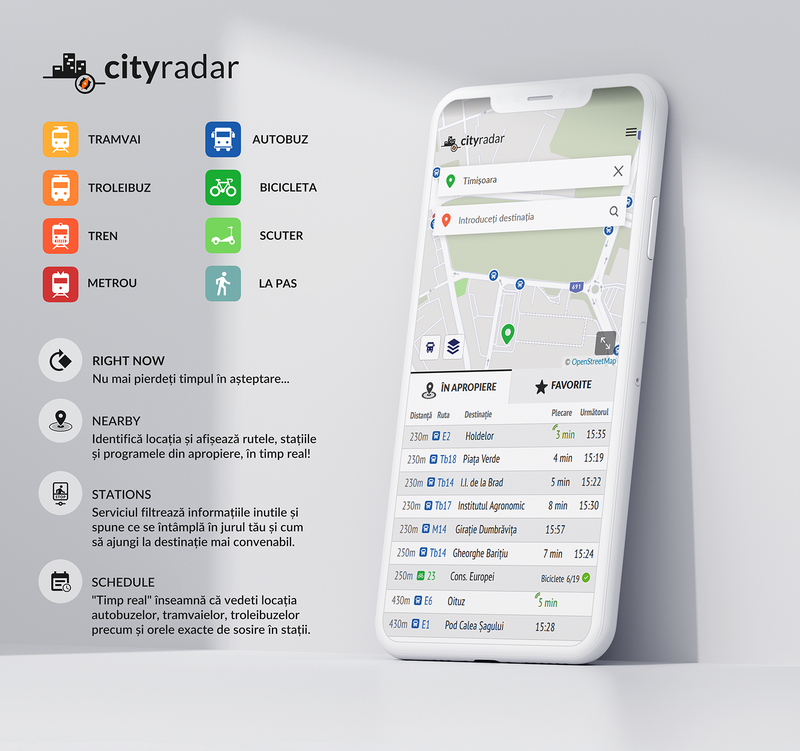 cityradar
TRAMVAI
AUTOBUZ
TROLEIBUZ
BICICLETA
TREN
SCUTER
METROU
LA PAS
RIGHT NOW
Nu mai pierdeți timpul în așteptare...
NEARBY
Identifică locația și afișează rutele, stațiile
și programele din apropiere, în timp real!
STATIONS
Serviciul filtrează informațiile inutile și
spune ce se întâmplă în jurul tău și cum
să ajungi la destinație mai convenabil.
SCHEDULE
"Timp real" înseamnă că vedeti locația
autobuzelor, tramvaielor, troleibuzelor
precum și orele exacte de sosire în stații.
cityradar
Timișoara
Introduceți destinația
691
© OpenStreetMap
ÎN APROPIERE
FAVORITE
Distanță Ruta Destinație Plecare Următorul
230m E2 Holdelor 3 min 15:35
230m Tb18 Piața Verde 4 min 15:19
230m Tb14 I.I. de la Brad 5 min 15:22
230m Tb17 Institutul Agronomic 8 min 15:30
230m M14 Girație Dumbrăvița 15:57
250m Tb14 Gheorghe Barițiu 7 min 15:24
250m 23 Cons. Europei Biciclete 6/19
430m E6 Oituz 5 min
430m E1 Pod Calea Șagului 15:28